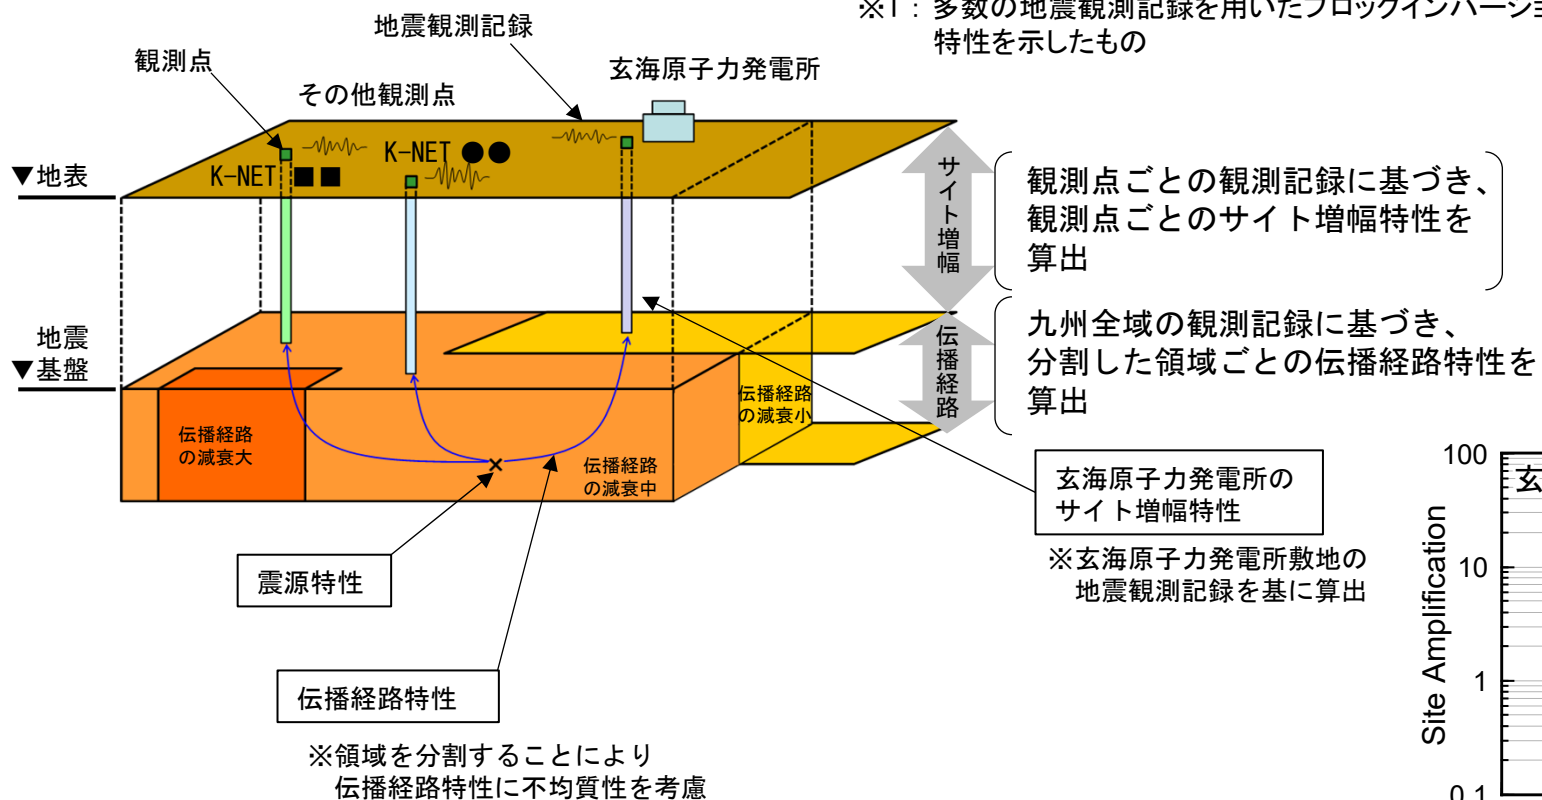 ※1：多数の地震観測記録を用いたブロックインバージョ
特性を示したもの
地震観測記録
観測点
玄海原子力発電所
その他観測点
K-NET ●●
K-NET ■■
▼地表
サイト増幅
観測点ごとの観測記録に基づき、
観測点ごとのサイト増幅特性を
算出
地震
▼基盤
伝播経路
九州全域の観測記録に基づき、
分割した領域ごとの伝播経路特性を
算出
伝播経路
の減衰小
伝播経路
の減衰大
伝播経路
の減衰中
玄海原子力発電所の
サイト増幅特性
※玄海原子力発電所敷地の
地震観測記録を基に算出
震源特性
伝播経路特性
※領域を分割することにより
伝播経路特性に不均質性を考慮
玄
100
10
1
0.1
Site Amplification